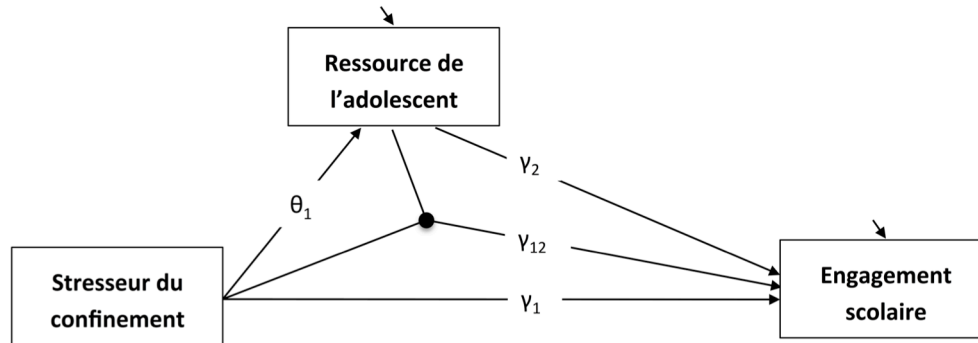 Ressource de
l’adolescent
γ₂
θ₁
γ₁₂
Stresseur du
confinement
γ₁
Engagement
scolaire